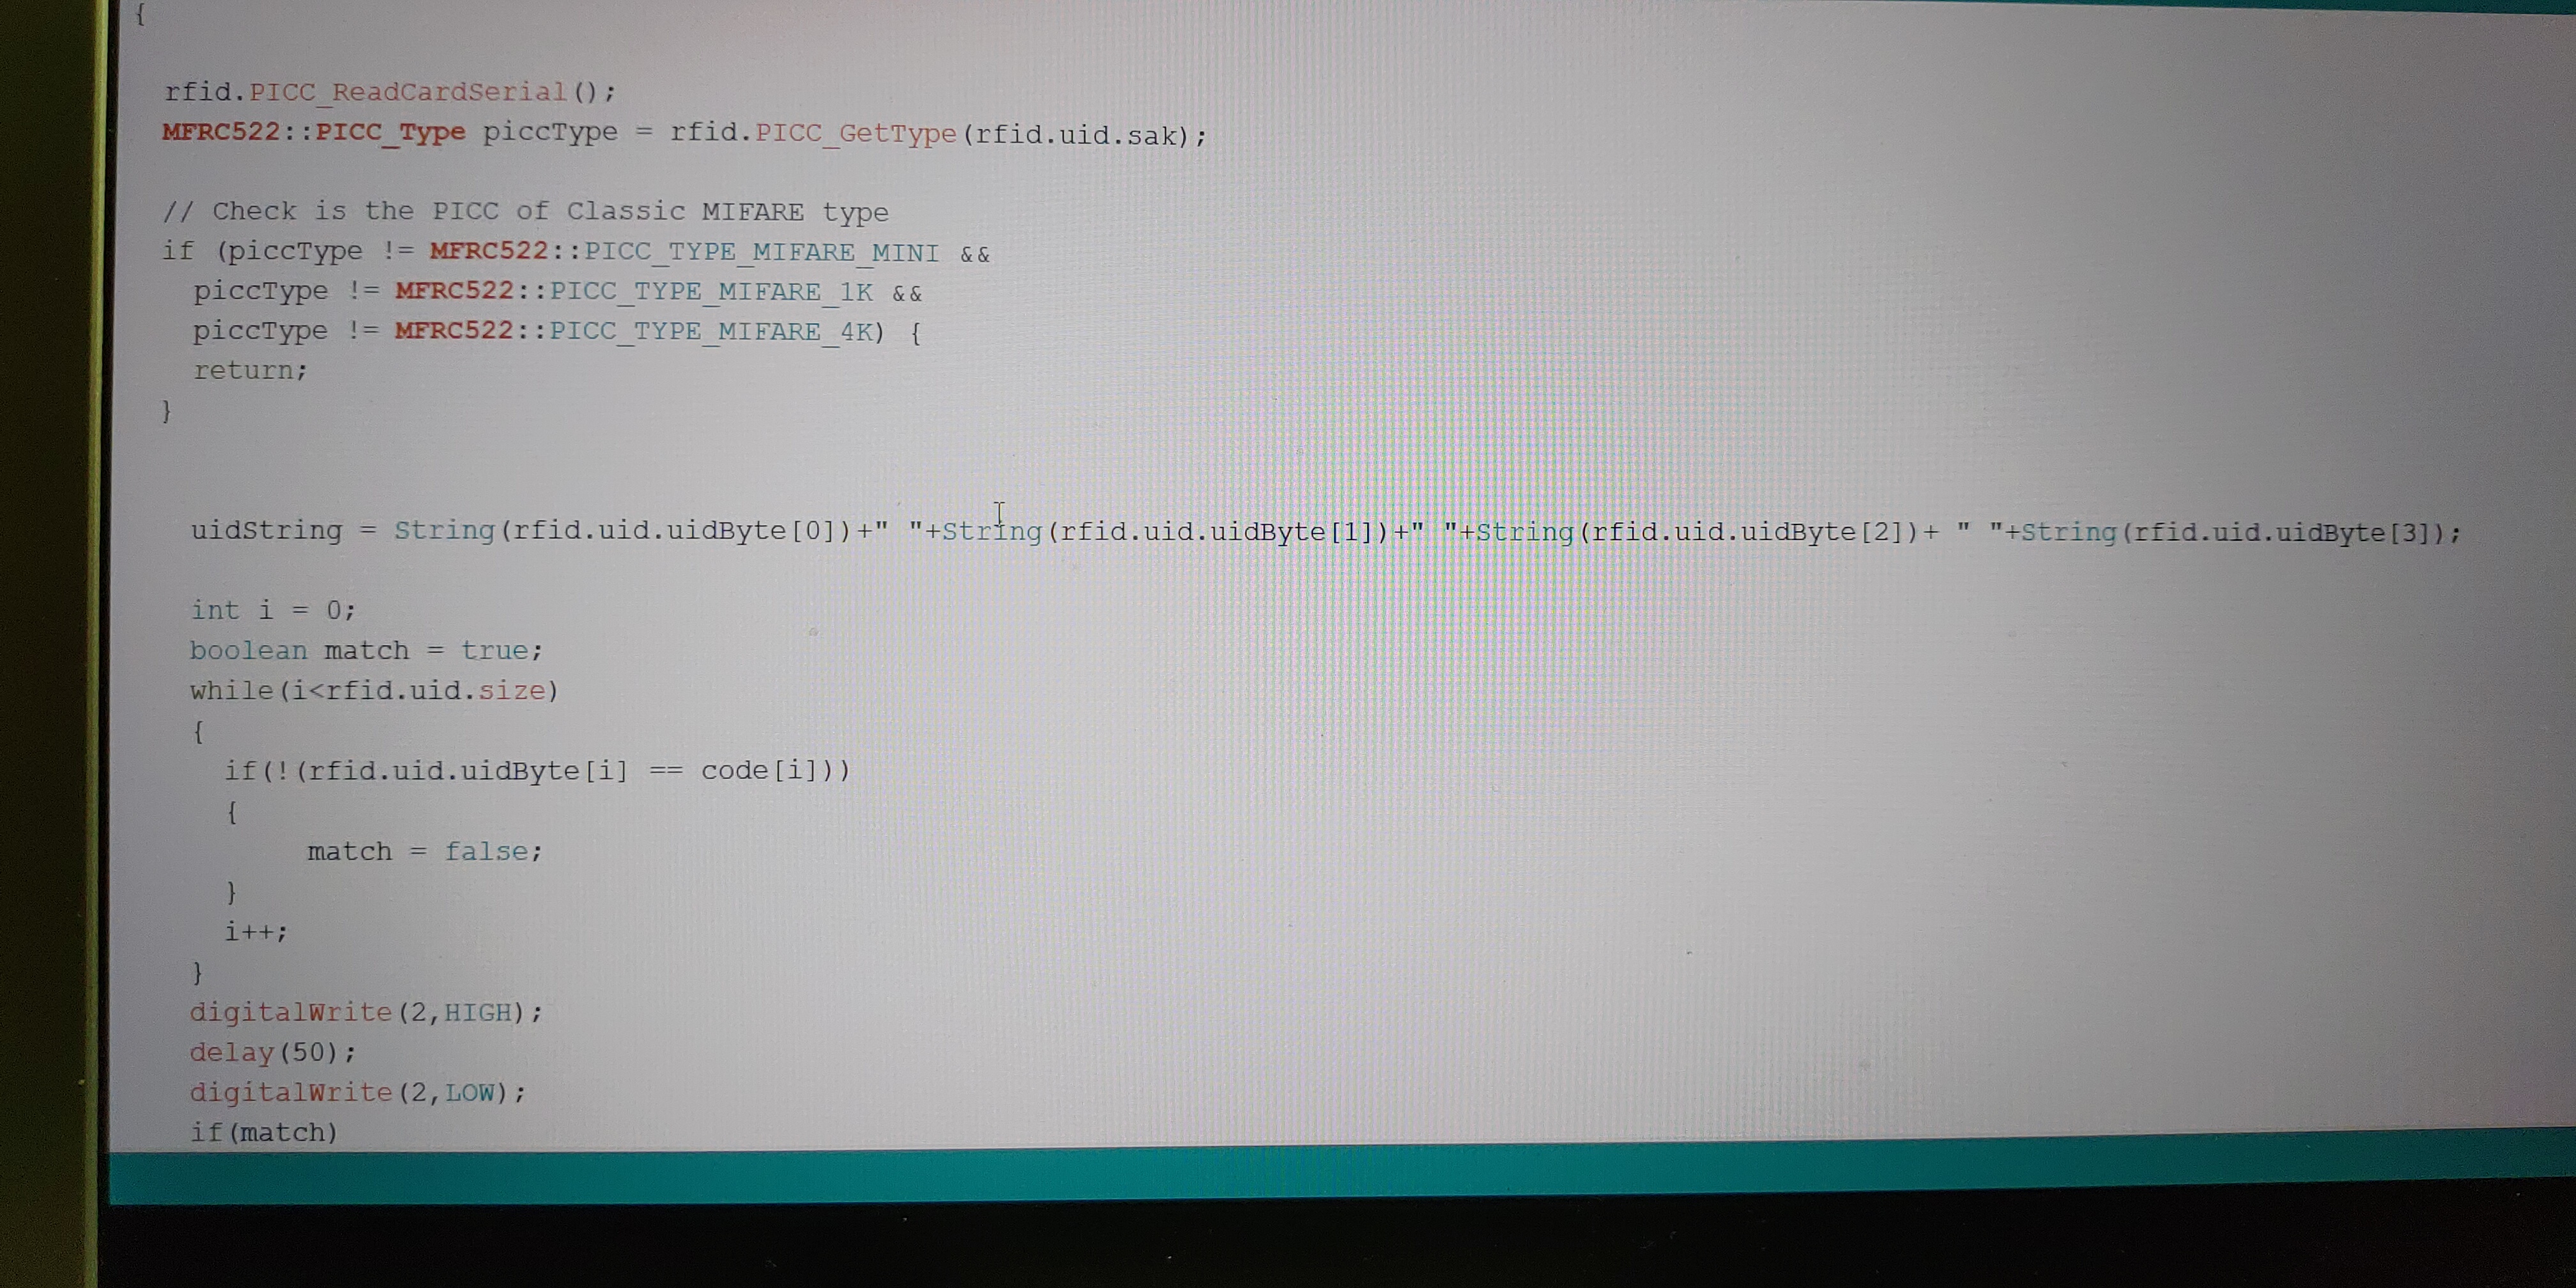 {
rfid.PICC_ReadCardSerial();
MFRC522::PICC_Type piccType = rfid.PICC_GetType(rfid.uid.sak);
// Check is the PICC of Classic MIFARE type
if (piccType != MFRC522::PICC_TYPE_MIFARE_MINI &&
piccType != MFRC522::PICC_TYPE_MIFARE_1K &&
piccType != MFRC522::PICC_TYPE_MIFARE_4K) {
return;
}
uidString = String(rfid.uid.uidByte[0])+" "+String(rfid.uid.uidByte[1])+" "+String(rfid.uid.uidByte[2])+ " "+String(rfid.uid.uidByte[3]);
int i = 0;
boolean match = true;
while(i<rfid.uid.size)
{
if(!(rfid.uid.uidByte[i] == code[i]))
{
match = false;
}
i++;
}
digitalWrite(2,HIGH);
delay(50);
digitalWrite(2,LOW);
if(match)